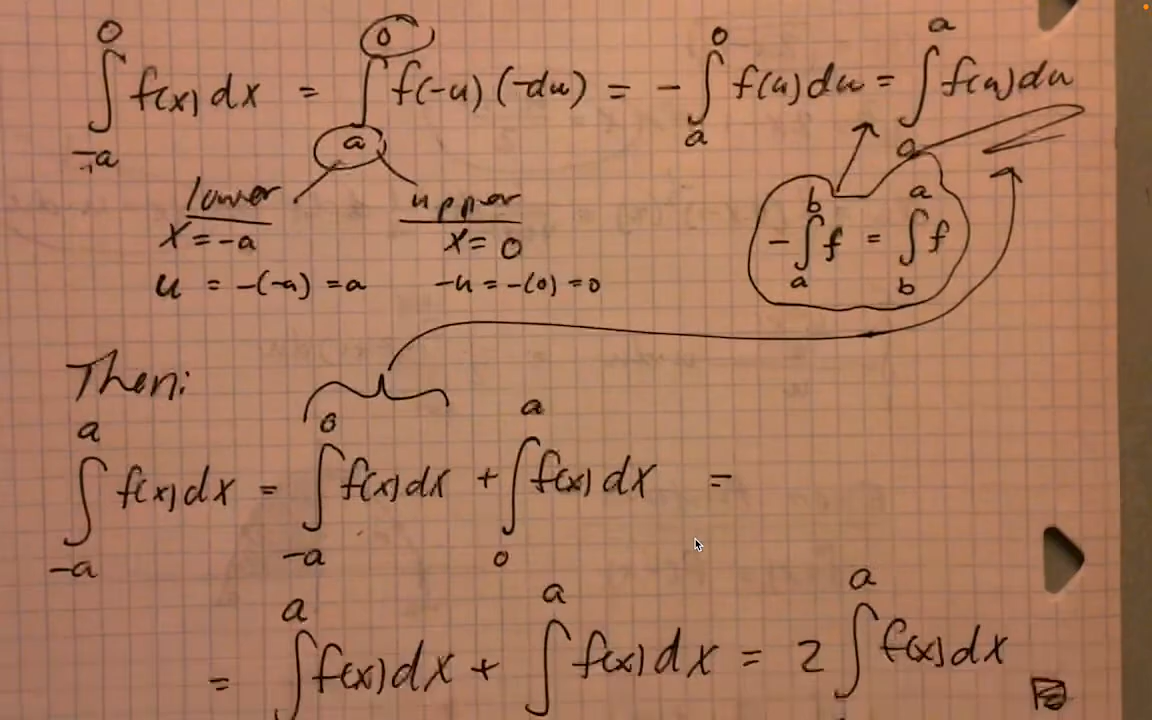 ∫_{-a}^{0} f(x) dx = ∫_{a}^{0} f(-u) (-du) = - ∫_{a}^{0} f(u) du = ∫_{0}^{a} f(u) du
lower upper
x = -a x = 0
u = -(-a) = a -u = -(0) = 0
- ∫_{a}^{b} f = ∫_{b}^{a} f
Then:
∫_{-a}^{a} f(x) dx = ∫_{-a}^{0} f(x) dx + ∫_{0}^{a} f(x) dx =
= ∫^{a} f(x) dx + ∫^{a} f(x) dx = 2 ∫^{a} f(x) dx